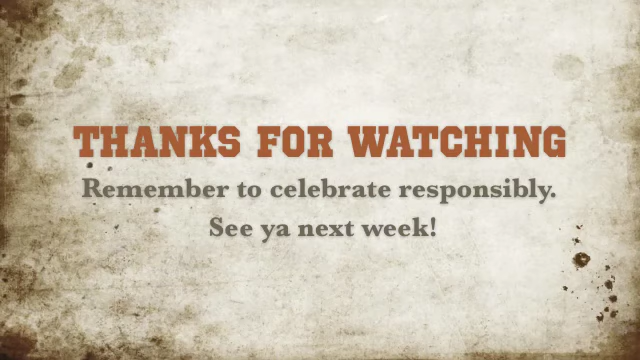 THANKS FOR WATCHING
Remember to celebrate responsibly.
See ya next week!